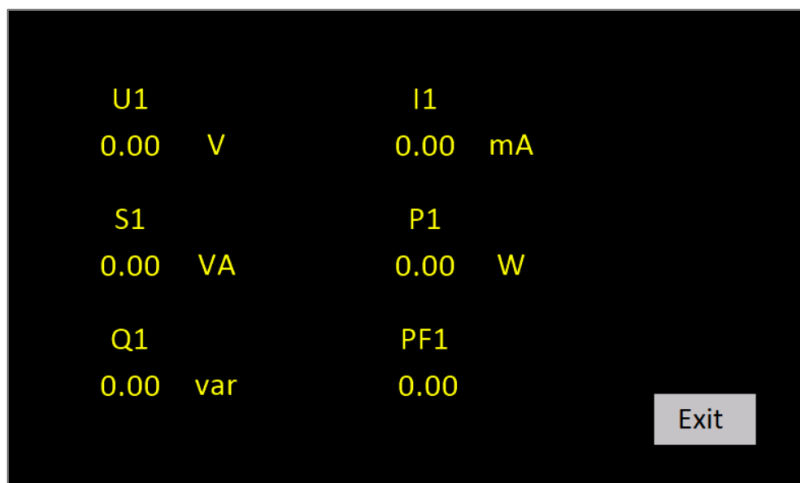 U1 I1
0.00 V 0.00 mA
S1 P1
0.00 VA 0.00 W
Q1 PF1
0.00 var 0.00
Exit